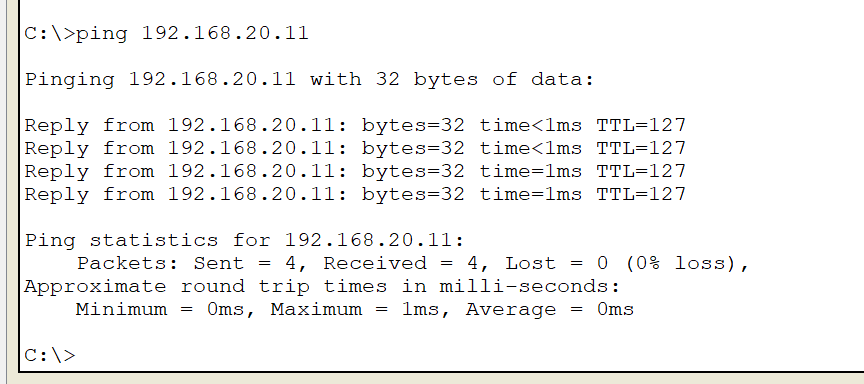 C:\>ping 192.168.20.11
Pinging 192.168.20.11 with 32 bytes of data:
Reply from 192.168.20.11: bytes=32 time<1ms TTL=127
Reply from 192.168.20.11: bytes=32 time<1ms TTL=127
Reply from 192.168.20.11: bytes=32 time=1ms TTL=127
Reply from 192.168.20.11: bytes=32 time=1ms TTL=127
Ping statistics for 192.168.20.11:
    Packets: Sent = 4, Received = 4, Lost = 0 (0% loss),
Approximate round trip times in milli-seconds:
    Minimum = 0ms, Maximum = 1ms, Average = 0ms
C:\>